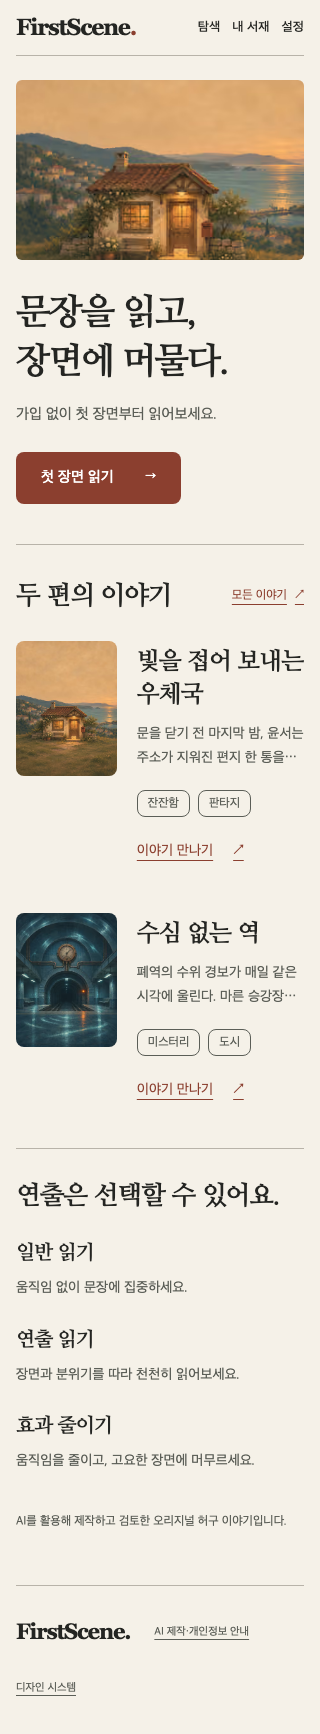 FirstScene.
탐색 내 서재 설정
문장을 읽고,
장면에 머물다.
가입 없이 첫 장면부터 읽어보세요.
첫 장면 읽기 →
두 편의 이야기
모든 이야기 ↗
빛을 접어 보내는
우체국
문을 닫기 전 마지막 밤, 윤서는
주소가 지워진 편지 한 통을…
잔잔함 판타지
이야기 만나기 ↗
수심 없는 역
폐역의 수위 경보가 매일 같은
시각에 울린다. 마른 승강장…
미스터리 도시
이야기 만나기 ↗
연출은 선택할 수 있어요.
일반 읽기
움직임 없이 문장에 집중하세요.
연출 읽기
장면과 분위기를 따라 천천히 읽어보세요.
효과 줄이기
움직임을 줄이고, 고요한 장면에 머무르세요.
AI를 활용해 제작하고 검토한 오리지널 허구 이야기입니다.
FirstScene.
AI 제작·개인정보 안내
디자인 시스템